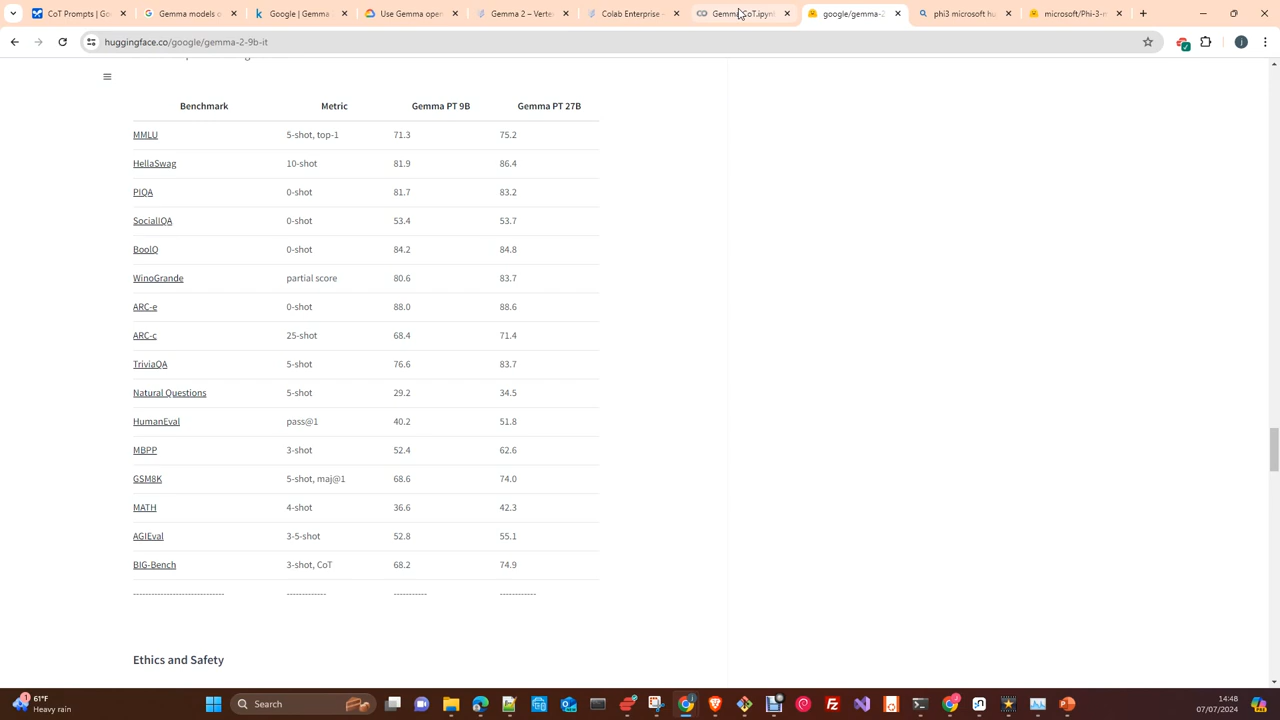 CoT Prompts | Go
Gemma models o
Google | Gemma
Use Gemma open
Gemma 2 – Verte
Colab Enterprise –
Gemma CoT.ipyn
google/gemma-2
phi3 microsoft hu
microsoft/Phi-3-m
huggingface.co/google/gemma-2-9b-it
Benchmark Metric Gemma PT 9B Gemma PT 27B
MMLU 5-shot, top-1 71.3 75.2
HellaSwag 10-shot 81.9 86.4
PIQA 0-shot 81.7 83.2
SocialIQA 0-shot 53.4 53.7
BoolQ 0-shot 84.2 84.8
WinoGrande partial score 80.6 83.7
ARC-e 0-shot 88.0 88.6
ARC-c 25-shot 68.4 71.4
TriviaQA 5-shot 76.6 83.7
Natural Questions 5-shot 29.2 34.5
HumanEval pass@1 40.2 51.8
MBPP 3-shot 52.4 62.6
GSM8K 5-shot, maj@1 68.6 74.0
MATH 4-shot 36.6 42.3
AGIEval 3-5-shot 52.8 55.1
BIG-Bench 3-shot, CoT 68.2 74.9
------------------------------ ------------- ----------- ------------
Ethics and Safety
1
61°F
Heavy rain
Search
14:48
07/07/2024